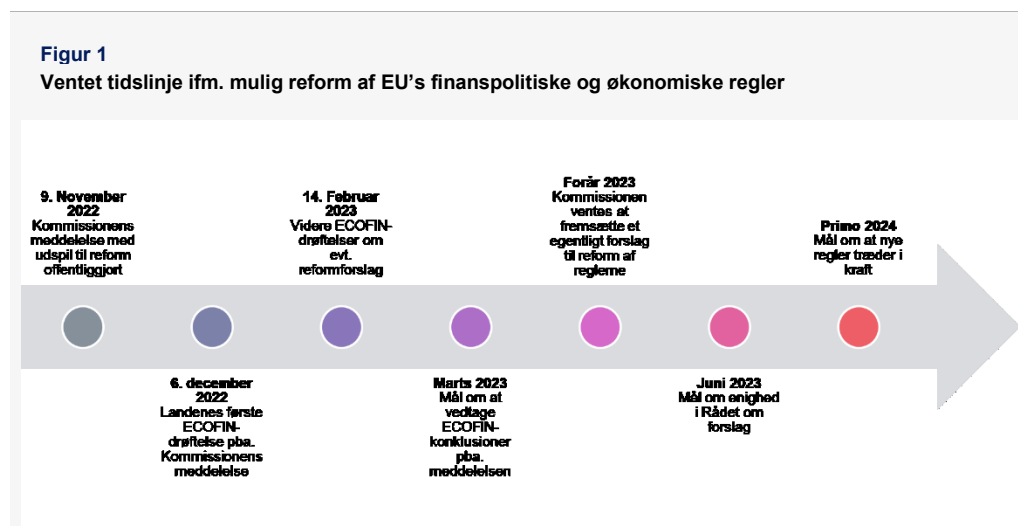 Figur 1
Ventet tidslinje ifm. mulig reform af EU's finanspolitiske og økonomiske regler
9. November
2022
Kommissionens
meddelelse med
udspil til reform
offentliggjort
6. december
2022
Landenes første
ECOFIN-
drøftelse pba.
Kommissionens
meddelelse
14. Februar
2023
Videre ECOFIN-
drøftelser om
evt.
reformforslag
Marts 2023
Mål om at
vedtage
ECOFIN-
konklusioner
pba.
meddelelsen
Forår 2023
Kommissionen
ventes at
fremsætte et
egentligt forslag
til reform af
reglerne
Juni 2023
Mål om enighed
i Rådet om
forslag
Primo 2024
Mål om at nye
regler træder i
kraft